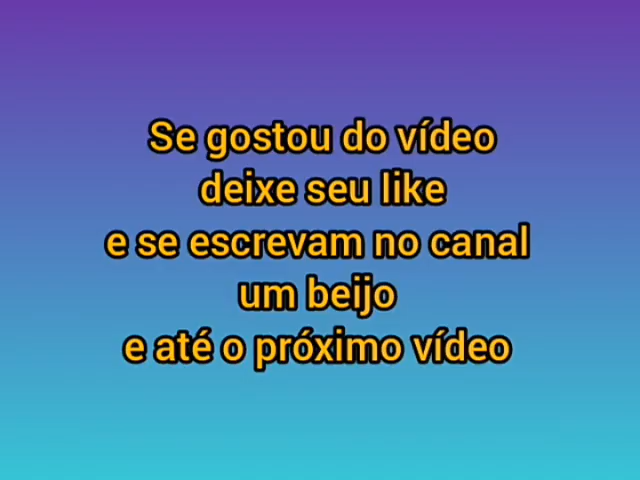 Se gostou do vídeo
deixe seu like
e se escrevam no canal
um beijo
e até o próximo vídeo